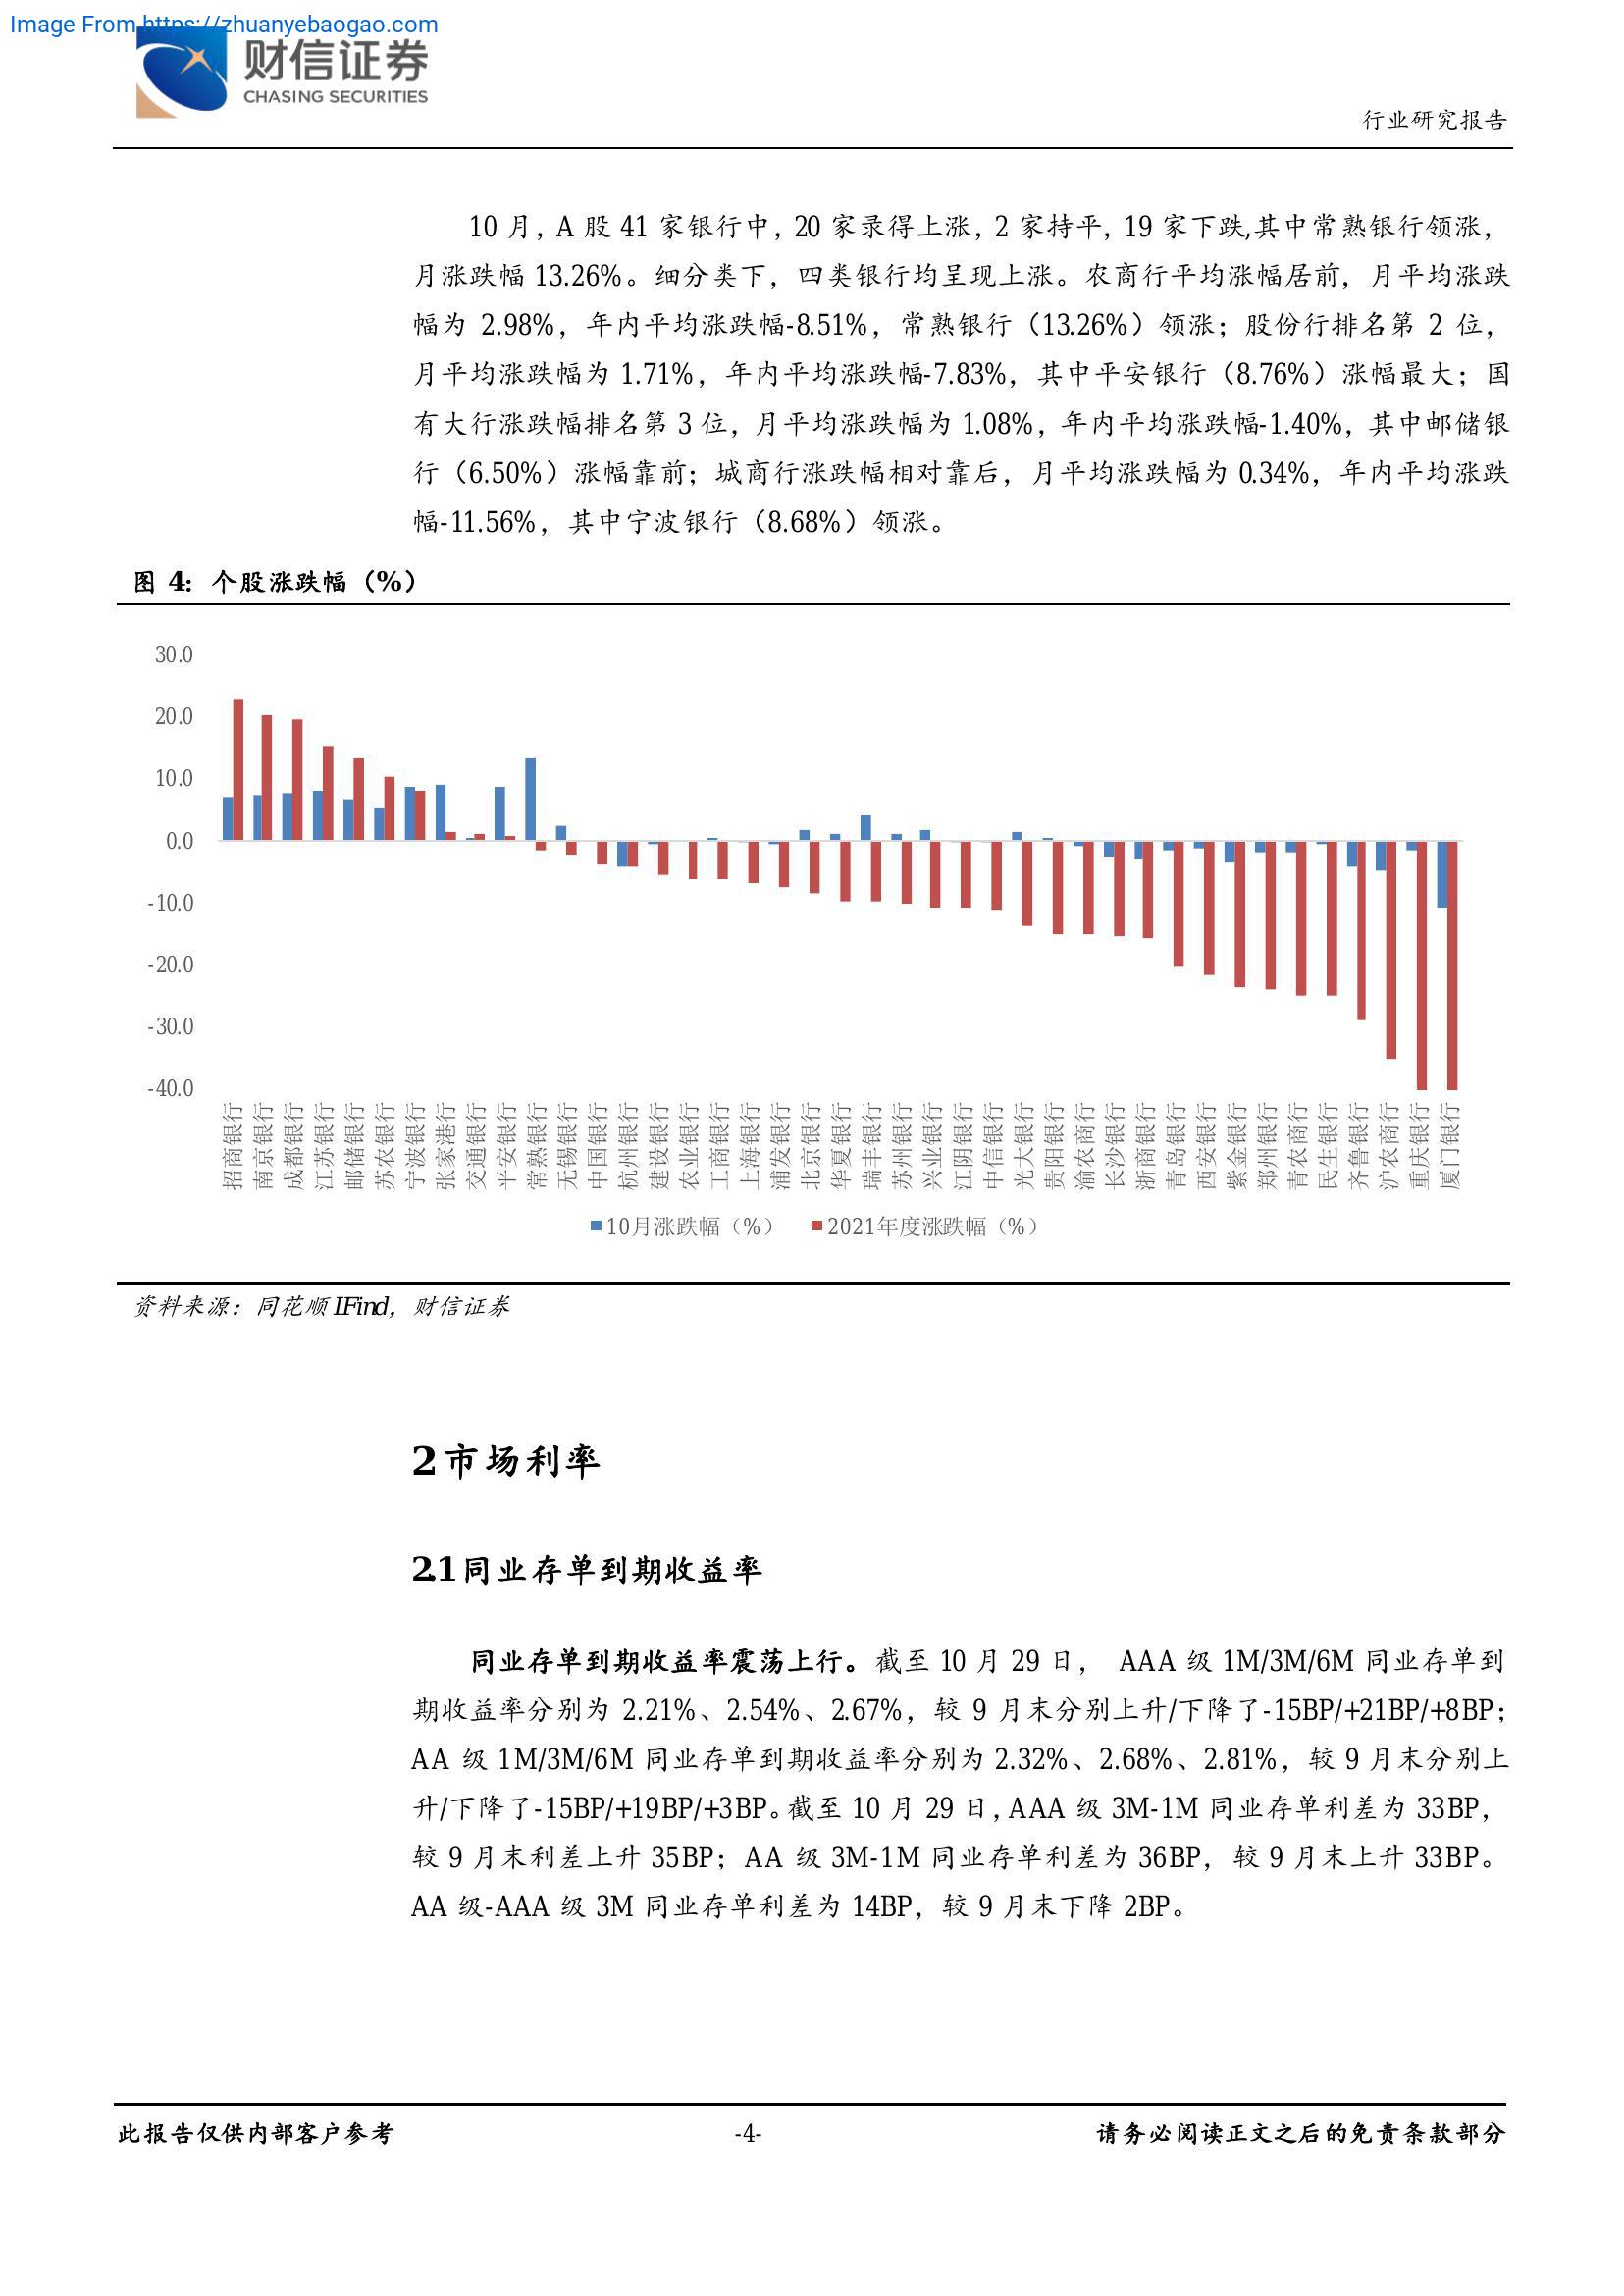 Image From https://zhuanyebaogao.com
财信证券
CHASING SECURITIES
行业研究报告
10 月，A 股 41 家银行中，20 家录得上涨，2 家持平，19 家下跌,其中常熟银行领涨，
月涨跌幅 13.26%。细分类下，四类银行均呈现上涨。农商行平均涨幅居前，月平均涨跌
幅为 2.98%，年内平均涨跌幅-8.51%，常熟银行（13.26%）领涨；股份行排名第 2 位，
月平均涨跌幅为 1.71%，年内平均涨跌幅-7.83%，其中平安银行（8.76%）涨幅最大；国
有大行涨跌幅排名第 3 位，月平均涨跌幅为 1.08%，年内平均涨跌幅-1.40%，其中邮储银
行（6.50%）涨幅靠前；城商行涨跌幅相对靠后，月平均涨跌幅为 0.34%，年内平均涨跌
幅-11.56%，其中宁波银行（8.68%）领涨。
图 4：个股涨跌幅（%）
30.0
20.0
10.0
0.0
-10.0
-20.0
-30.0
-40.0
招商银行
南京银行
成都银行
江苏银行
邮储银行
苏农银行
宁波银行
张家港行
交通银行
平安银行
常熟银行
无锡银行
中国银行
杭州银行
建设银行
农业银行
工商银行
上海银行
浦发银行
北京银行
华夏银行
瑞丰银行
苏州银行
兴业银行
江阴银行
中信银行
光大银行
贵阳银行
渝农商行
长沙银行
浙商银行
青岛银行
西安银行
紫金银行
郑州银行
青农商行
民生银行
齐鲁银行
沪农商行
重庆银行
厦门银行
10月涨跌幅（%）
2021年度涨跌幅（%）
资料来源：同花顺 IFind，财信证券
2 市场利率
2.1 同业存单到期收益率
同业存单到期收益率震荡上行。截至 10 月 29 日， AAA 级 1M/3M/6M 同业存单到
期收益率分别为 2.21%、2.54%、2.67%，较 9 月末分别上升/下降了-15BP/+21BP/+8BP；
AA 级 1M/3M/6M 同业存单到期收益率分别为 2.32%、2.68%、2.81%，较 9 月末分别上
升/下降了-15BP/+19BP/+3BP。截至 10 月 29 日，AAA 级 3M-1M 同业存单利差为 33BP，
较 9 月末利差上升 35BP；AA 级 3M-1M 同业存单利差为 36BP，较 9 月末上升 33BP。
AA 级-AAA 级 3M 同业存单利差为 14BP，较 9 月末下降 2BP。
此报告仅供内部客户参考
-4-
请务必阅读正文之后的免责条款部分